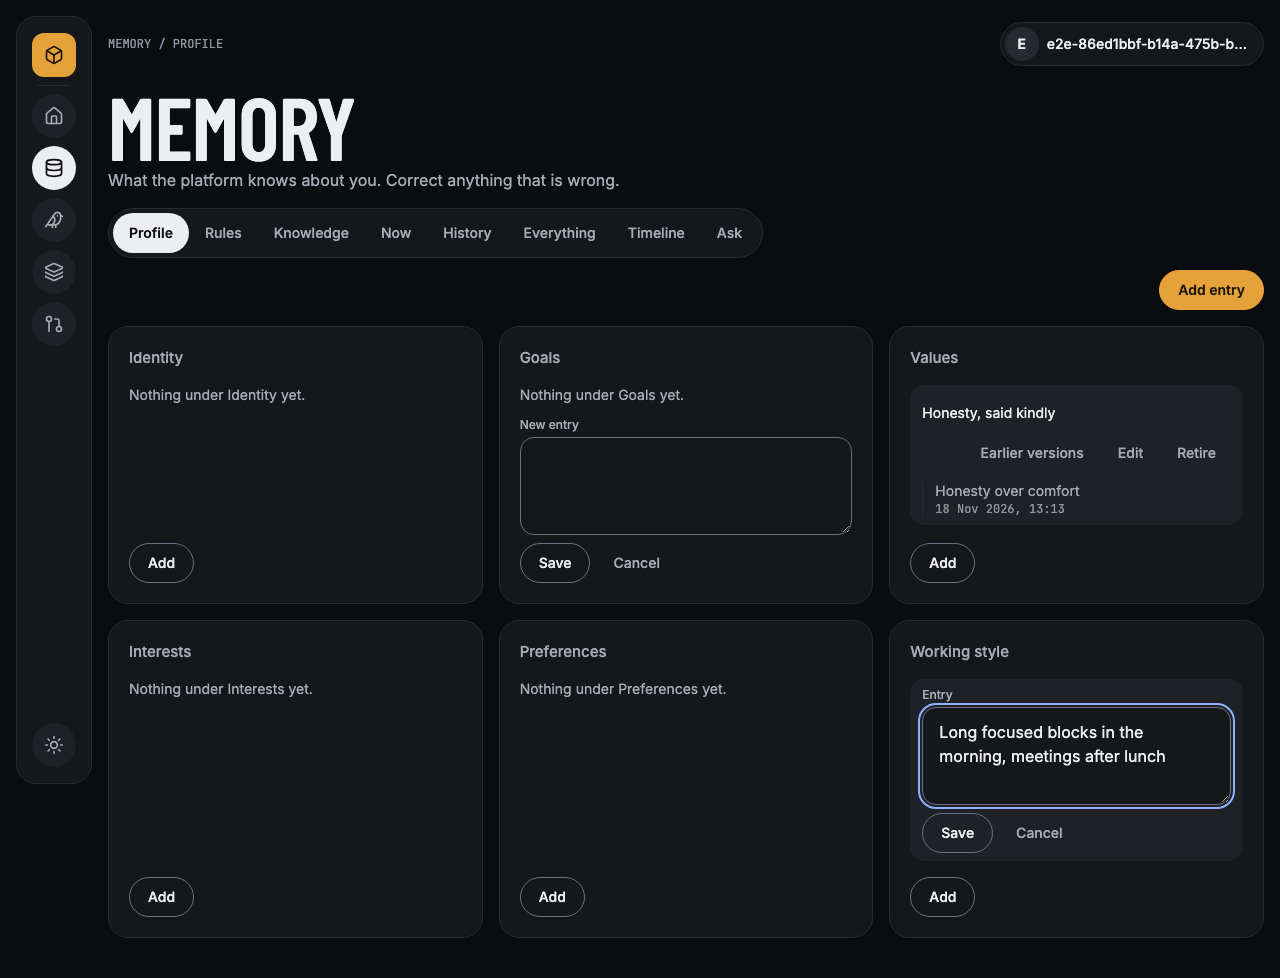 MEMORY / PROFILE
E
e2e-86ed1bbf-b14a-475b-b...
MEMORY
What the platform knows about you. Correct anything that is wrong.
Profile
Rules
Knowledge
Now
History
Everything
Timeline
Ask
Add entry
Identity
Nothing under Identity yet.
Add
Goals
Nothing under Goals yet.
New entry
Save
Cancel
Values
Honesty, said kindly
Earlier versions
Edit
Retire
Honesty over comfort
18 Nov 2026, 13:13
Add
Interests
Nothing under Interests yet.
Add
Preferences
Nothing under Preferences yet.
Add
Working style
Entry
Long focused blocks in the
morning, meetings after lunch
Save
Cancel
Add